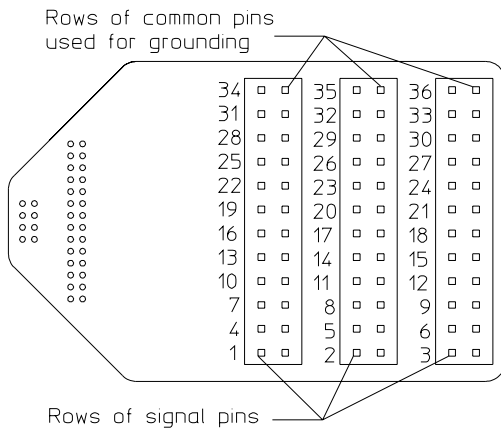 Rows of common pins
used for grounding
34 35 36
31 32 33
28 29 30
25 26 27
22 23 24
19 20 21
16 17 18
13 14 15
10 11 12
7 8 9
4 5 6
1 2 3
Rows of signal pins